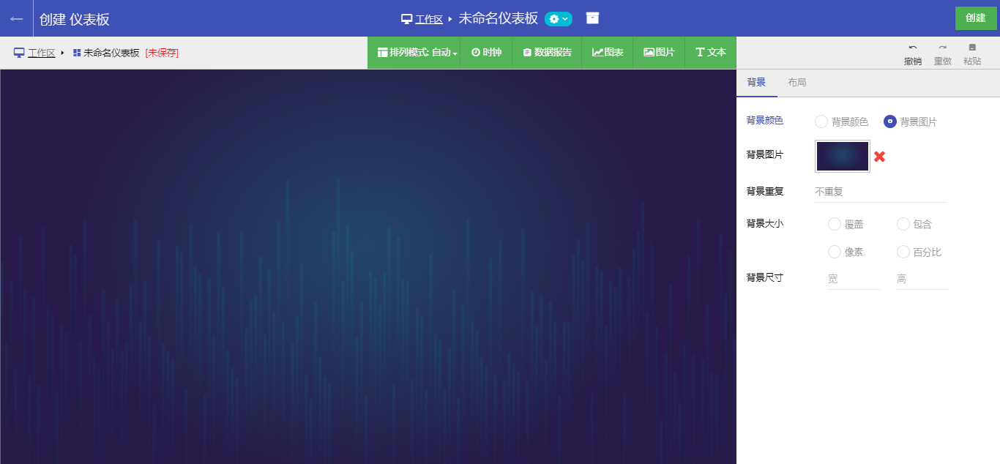 创建 仪表板
工作区 未命名仪表板
创建
工作区 未命名仪表板 [未保存]
排列模式: 自动 时钟 数据报告 图表 图片 文本
撤销 重做 粘贴
背景 布局
背景颜色 背景颜色 背景图片
背景图片
背景重复 不重复
背景大小 覆盖 包含
像素 百分比
背景尺寸 宽 高